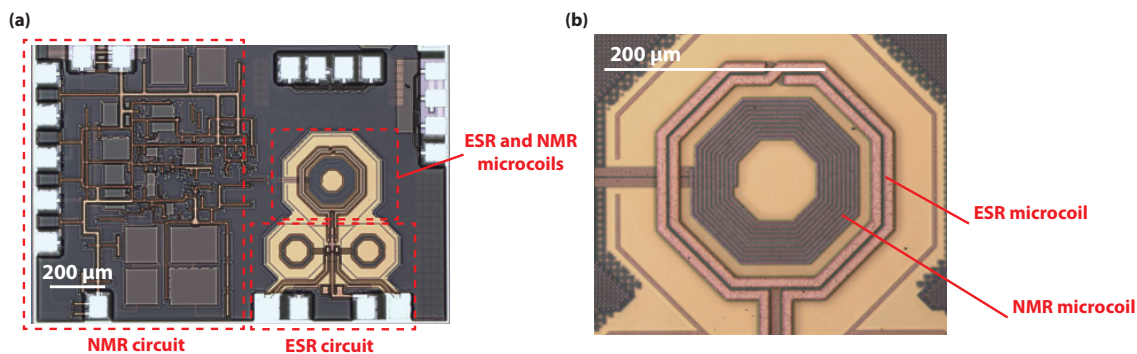 (a)
200 µm
NMR circuit
ESR circuit
ESR and NMR
microcoils
(b)
200 µm
ESR microcoil
NMR microcoil